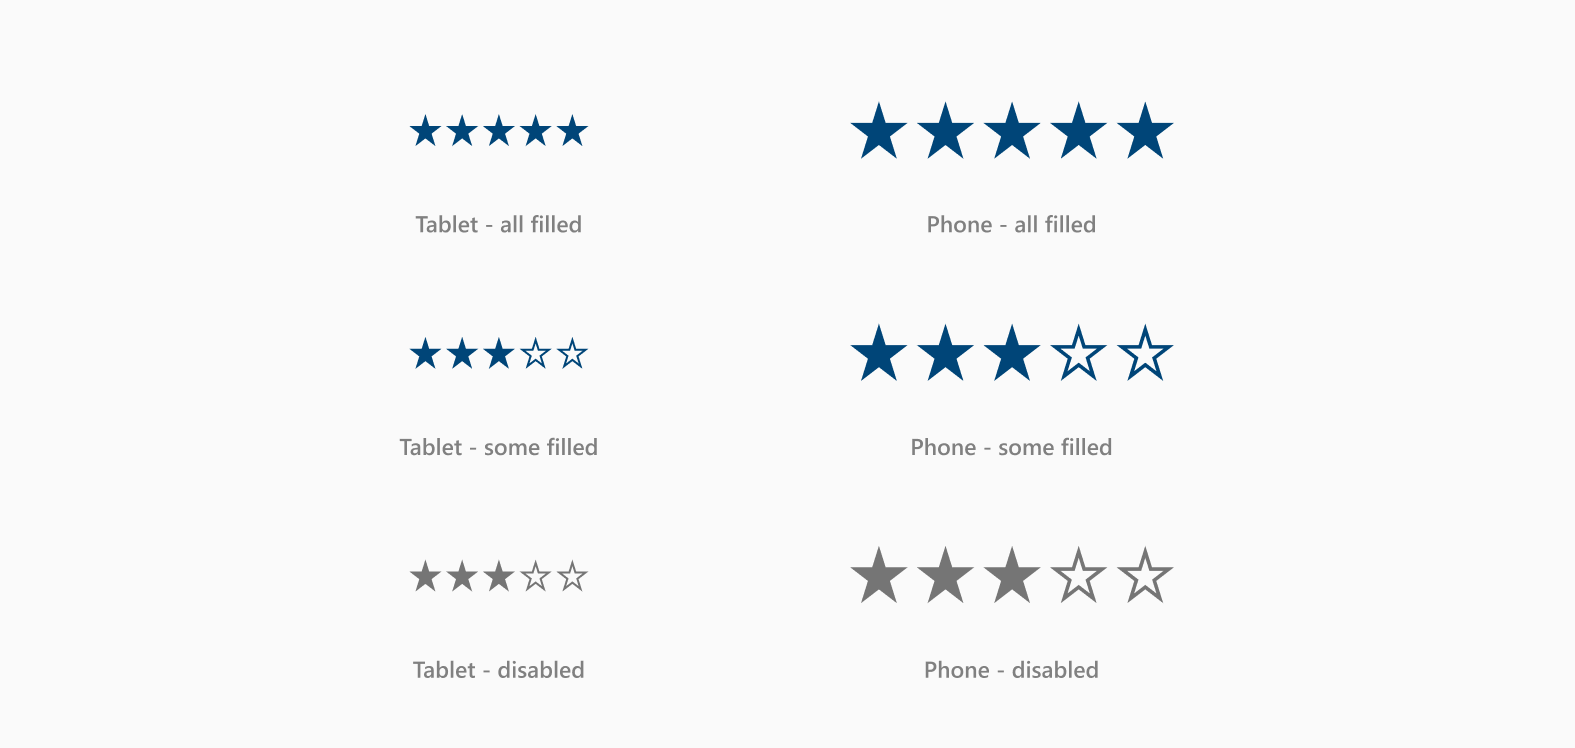 Tablet - all filled
Phone - all filled
Tablet - some filled
Phone - some filled
Tablet - disabled
Phone - disabled